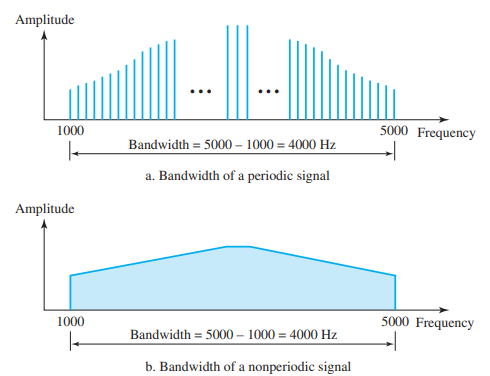 Amplitude
... ...
1000 5000 Frequency
Bandwidth = 5000 – 1000 = 4000 Hz
a. Bandwidth of a periodic signal
Amplitude
1000 5000 Frequency
Bandwidth = 5000 – 1000 = 4000 Hz
b. Bandwidth of a nonperiodic signal